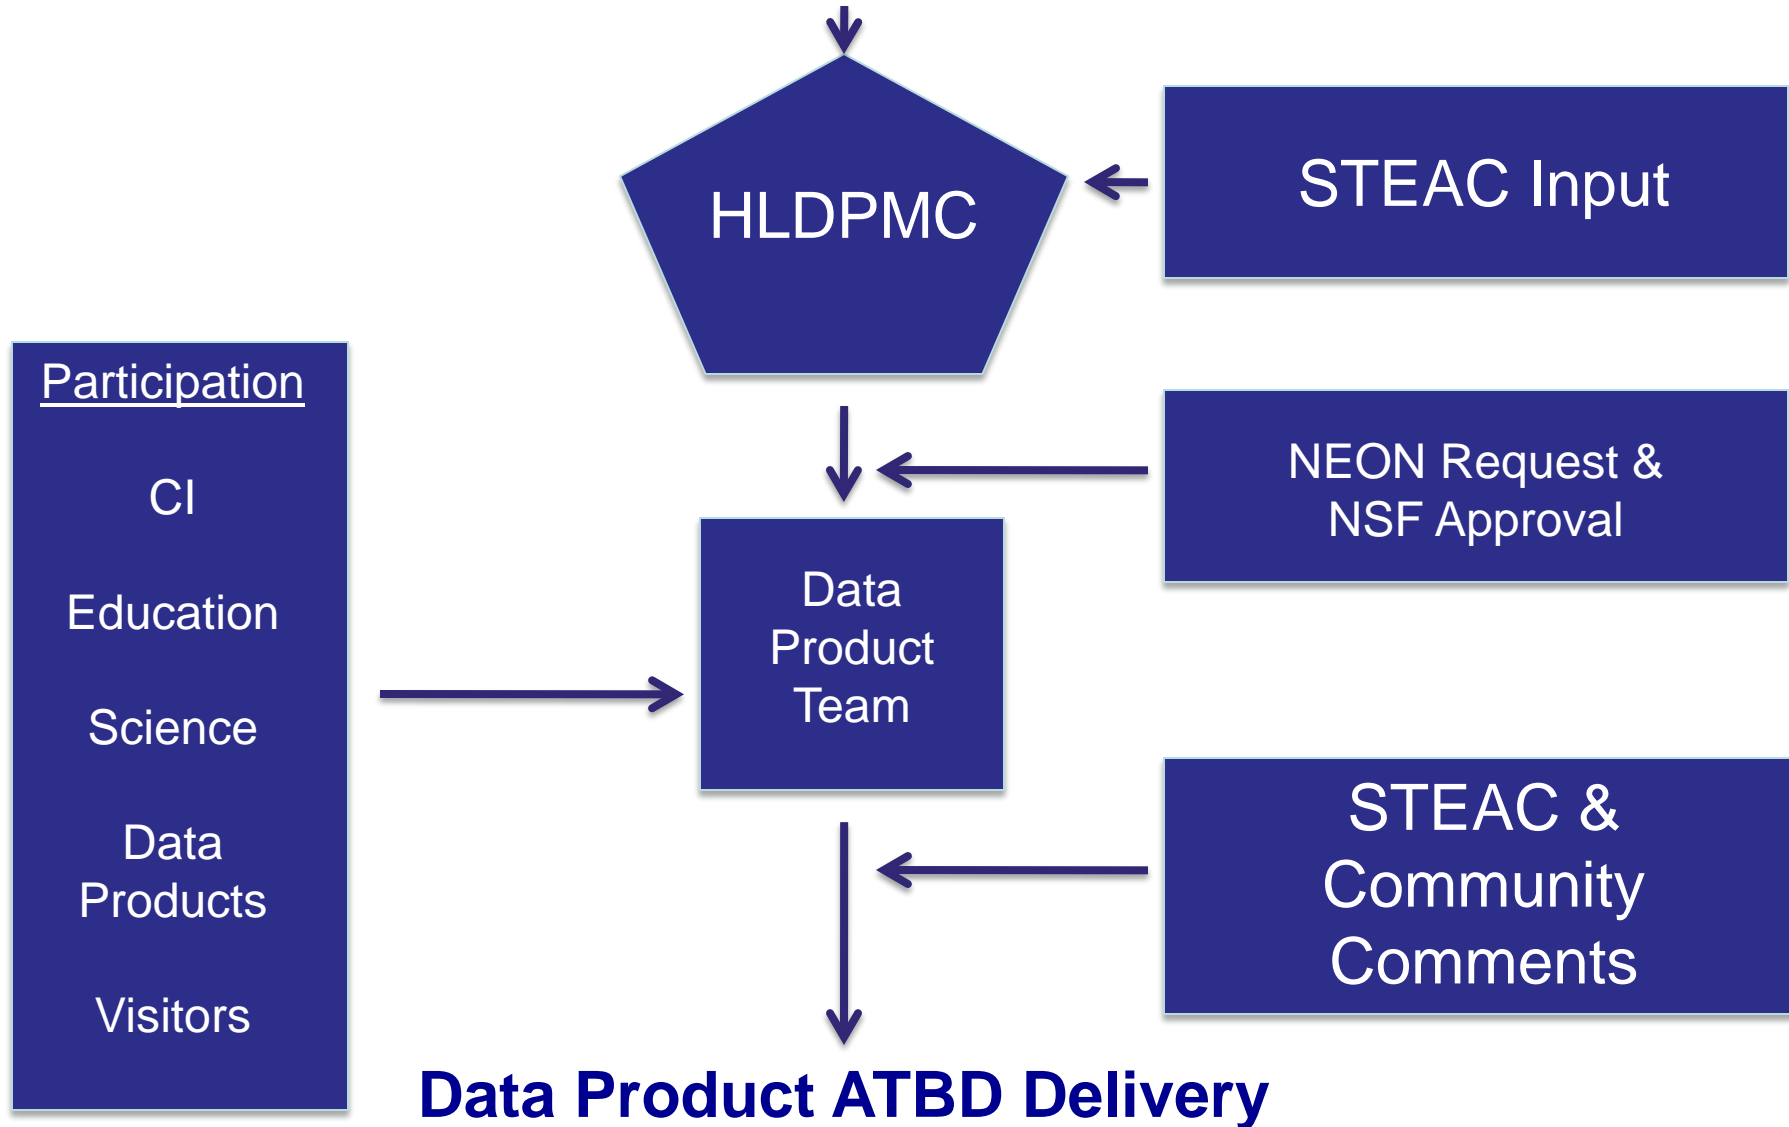 HLDPMC
STEAC Input
Participation
CI
Education
Science
Data
Products
Visitors
NEON Request &
NSF Approval
Data
Product
Team
STEAC &
Community
Comments
Data Product ATBD Delivery